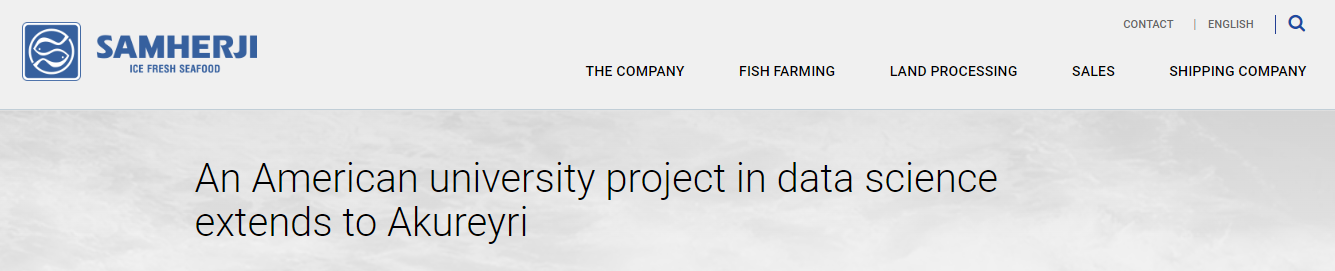 SAMHERJI
ICE FRESH SEAFOOD
CONTACT | ENGLISH |
THE COMPANY FISH FARMING LAND PROCESSING SALES SHIPPING COMPANY
An American university project in data science
extends to Akureyri